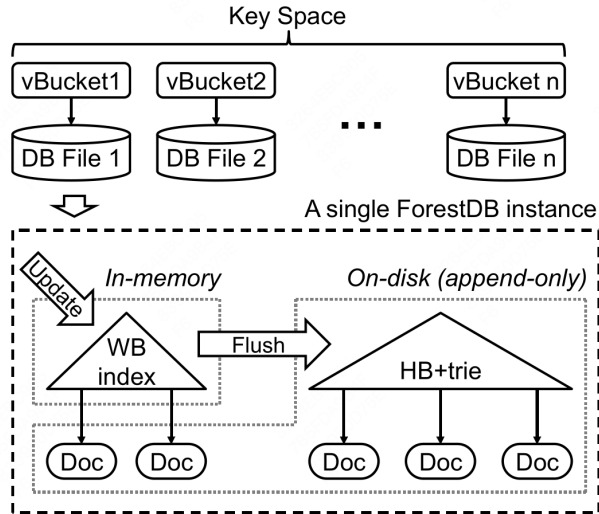 Key Space
vBucket1
vBucket2
vBucket n
...
DB File 1
DB File 2
DB File n
A single ForestDB instance
Update
In-memory
On-disk (append-only)
WB
index
Flush
HB+trie
Doc
Doc
Doc
Doc
Doc